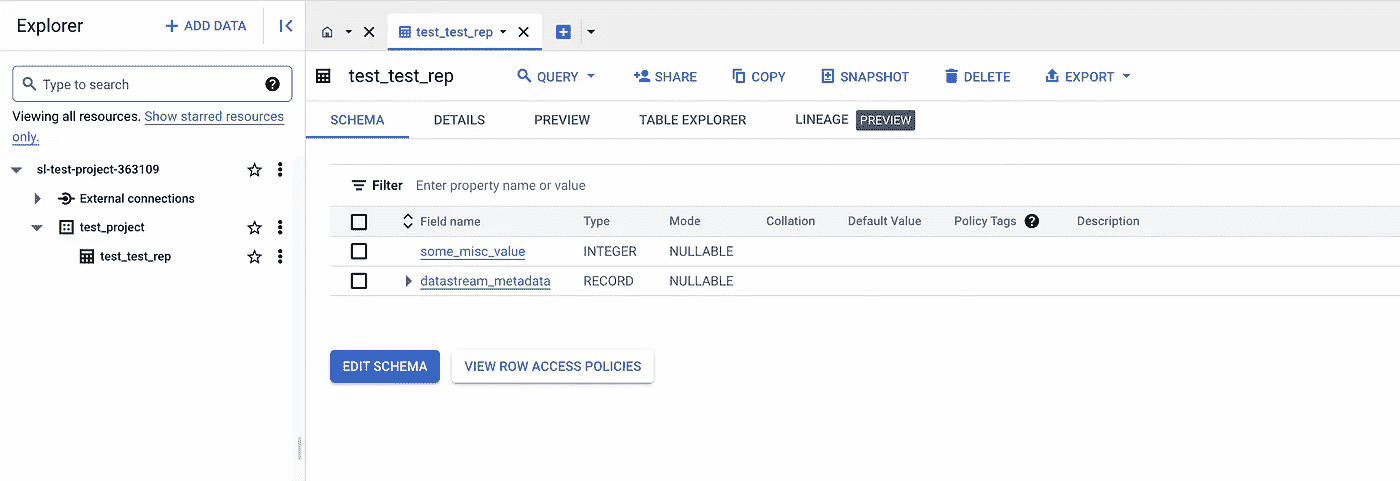 Explorer
+ ADD DATA
Type to search
Viewing all resources. Show starred resources
only.
sl-test-project-363109
External connections
test_project
test_test_rep
test_test_rep
test_test_rep
QUERY SHARE COPY SNAPSHOT DELETE EXPORT
SCHEMA DETAILS PREVIEW TABLE EXPLORER LINEAGE PREVIEW
Filter Enter property name or value
Field name Type Mode Collation Default Value Policy Tags Description
some_misc_value INTEGER NULLABLE
datastream_metadata RECORD NULLABLE
EDIT SCHEMA VIEW ROW ACCESS POLICIES